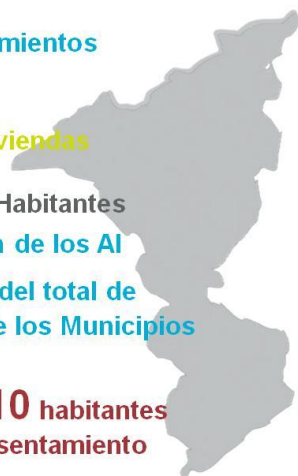 mientos
viendas
Habitantes
de los AI
del total de
los Municipios
10 habitantes
sentamiento